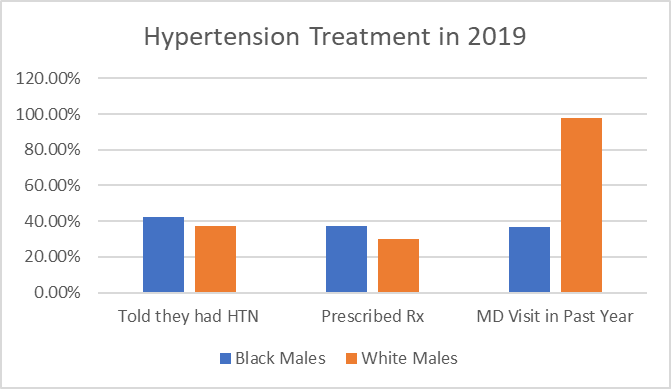 Hypertension Treatment in 2019
120.00%
100.00%
80.00%
60.00%
40.00%
20.00%
0.00%
Told they had HTN Prescribed Rx MD Visit in Past Year
Black Males White Males